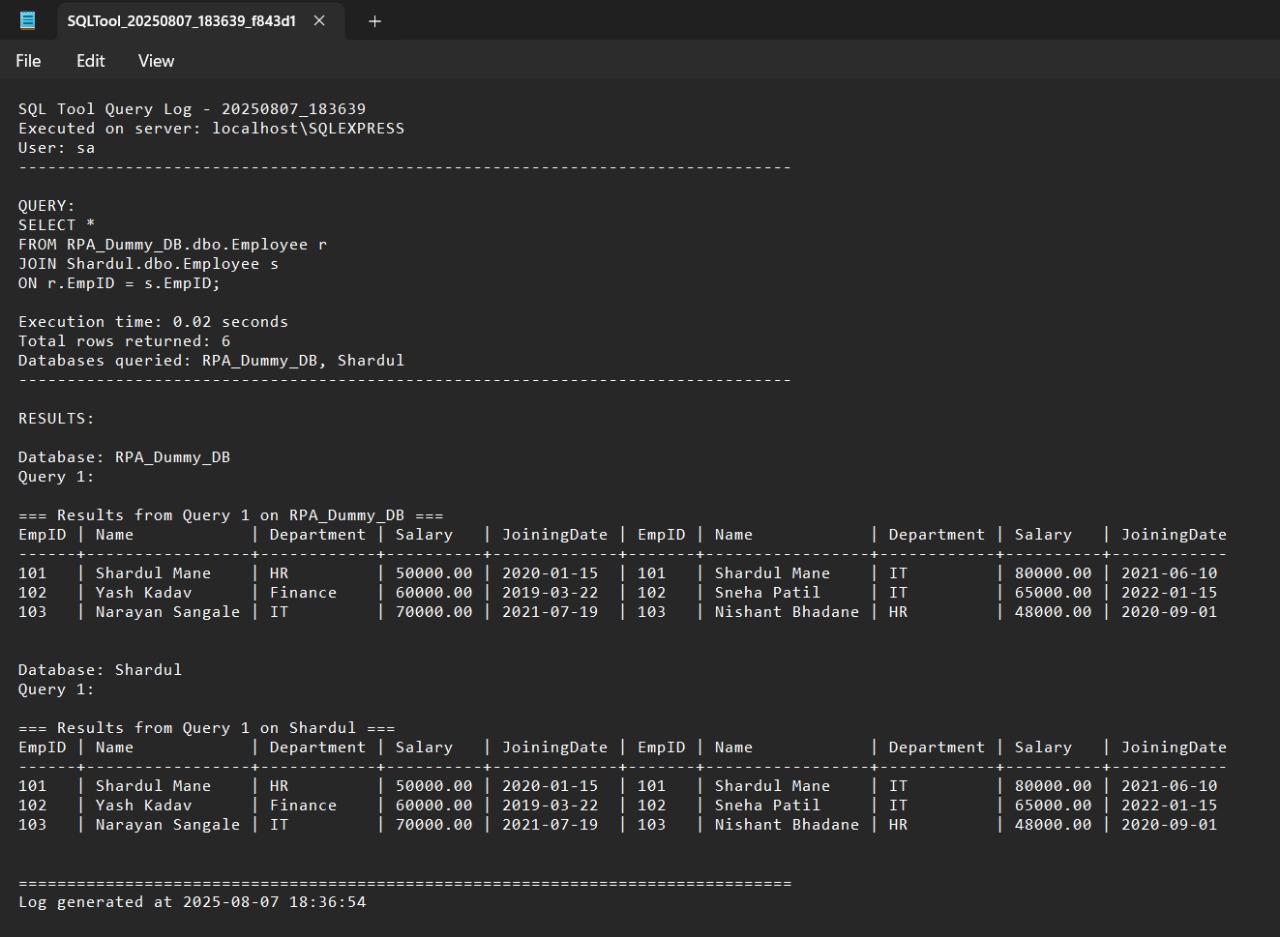 SQLTool_20250807_183639_f843d1
File Edit View
SQL Tool Query Log - 20250807_183639
Executed on server: localhost\SQLEXPRESS
User: sa
--------------------------------------------------------------------------------
QUERY:
SELECT *
FROM RPA_Dummy_DB.dbo.Employee r
JOIN Shardul.dbo.Employee s
ON r.EmpID = s.EmpID;
Execution time: 0.02 seconds
Total rows returned: 6
Databases queried: RPA_Dummy_DB, Shardul
--------------------------------------------------------------------------------
RESULTS:
Database: RPA_Dummy_DB
Query 1:
=== Results from Query 1 on RPA_Dummy_DB ===
EmpID | Name            | Department | Salary   | JoiningDate | EmpID | Name            | Department | Salary   | JoiningDate
------+-----------------+------------+----------+-------------+-------+-----------------+------------+----------+------------
101   | Shardul Mane    | HR         | 50000.00 | 2020-01-15  | 101   | Shardul Mane    | IT         | 80000.00 | 2021-06-10
102   | Yash Kadav      | Finance    | 60000.00 | 2019-03-22  | 102   | Sneha Patil     | IT         | 65000.00 | 2022-01-15
103   | Narayan Sangale | IT         | 70000.00 | 2021-07-19  | 103   | Nishant Bhadane | HR         | 48000.00 | 2020-09-01
Database: Shardul
Query 1:
=== Results from Query 1 on Shardul ===
EmpID | Name            | Department | Salary   | JoiningDate | EmpID | Name            | Department | Salary   | JoiningDate
------+-----------------+------------+----------+-------------+-------+-----------------+------------+----------+------------
101   | Shardul Mane    | HR         | 50000.00 | 2020-01-15  | 101   | Shardul Mane    | IT         | 80000.00 | 2021-06-10
102   | Yash Kadav      | Finance    | 60000.00 | 2019-03-22  | 102   | Sneha Patil     | IT         | 65000.00 | 2022-01-15
103   | Narayan Sangale | IT         | 70000.00 | 2021-07-19  | 103   | Nishant Bhadane | HR         | 48000.00 | 2020-09-01
================================================================================
Log generated at 2025-08-07 18:36:54